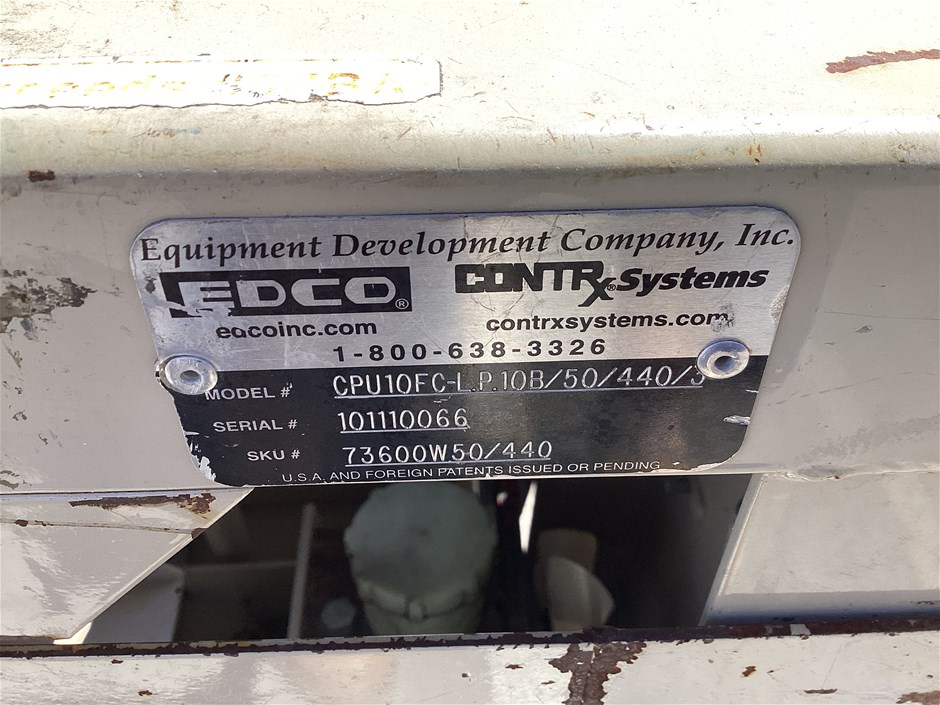 Equipment Development Company, Inc.
EDCO® CONTRx® Systems
edcoinc.com contrxsystems.com
1-800-638-3326
MODEL # CPU10FC-L.P.10B/50/440/3
SERIAL # 101110066
SKU # 73600W50/440
U.S.A. AND FOREIGN PATENTS ISSUED OR PENDING